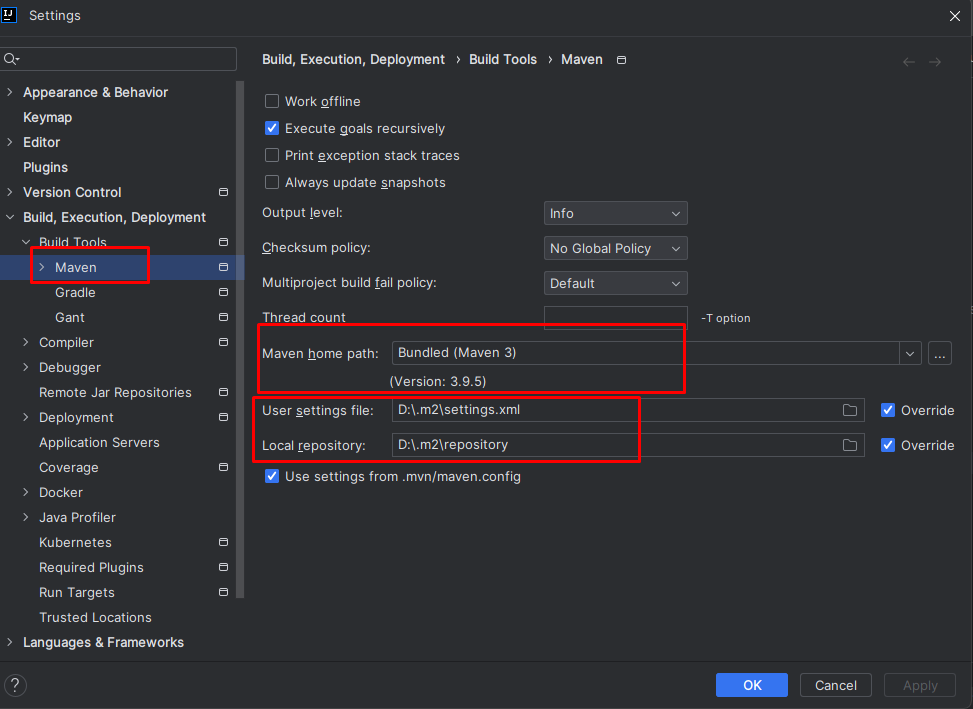 IJ
Settings
Build, Execution, Deployment › Build Tools › Maven
Appearance & Behavior
Keymap
Editor
Plugins
Version Control
Build, Execution, Deployment
Build Tools
Maven
Gradle
Gant
Compiler
Debugger
Remote Jar Repositories
Deployment
Application Servers
Coverage
Docker
Java Profiler
Kubernetes
Required Plugins
Run Targets
Trusted Locations
Languages & Frameworks
Work offline
Execute goals recursively
Print exception stack traces
Always update snapshots
Output level: Info
Checksum policy: No Global Policy
Multiproject build fail policy: Default
Thread count -T option
Maven home path: Bundled (Maven 3) ...
(Version: 3.9.5)
User settings file: D:\.m2\settings.xml Override
Local repository: D:\.m2\repository Override
Use settings from .mvn/maven.config
? OK Cancel Apply